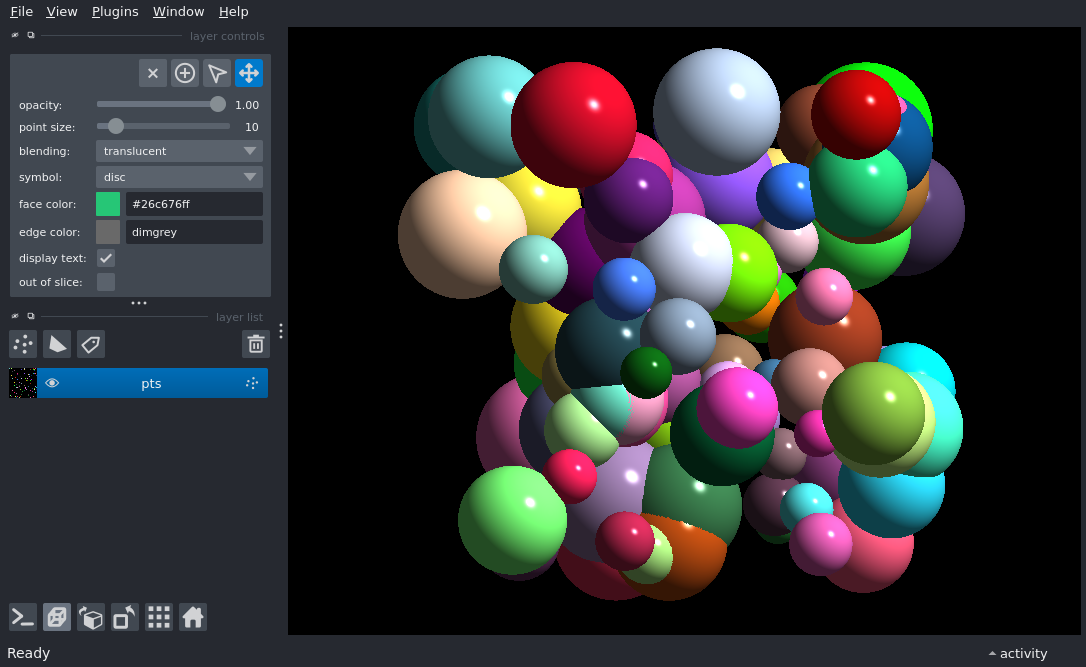 File View Plugins Window Help
layer controls
opacity: 1.00
point size: 10
blending: translucent
symbol: disc
face color: #26c676ff
edge color: dimgrey
display text:
out of slice:
layer list
pts
Ready activity